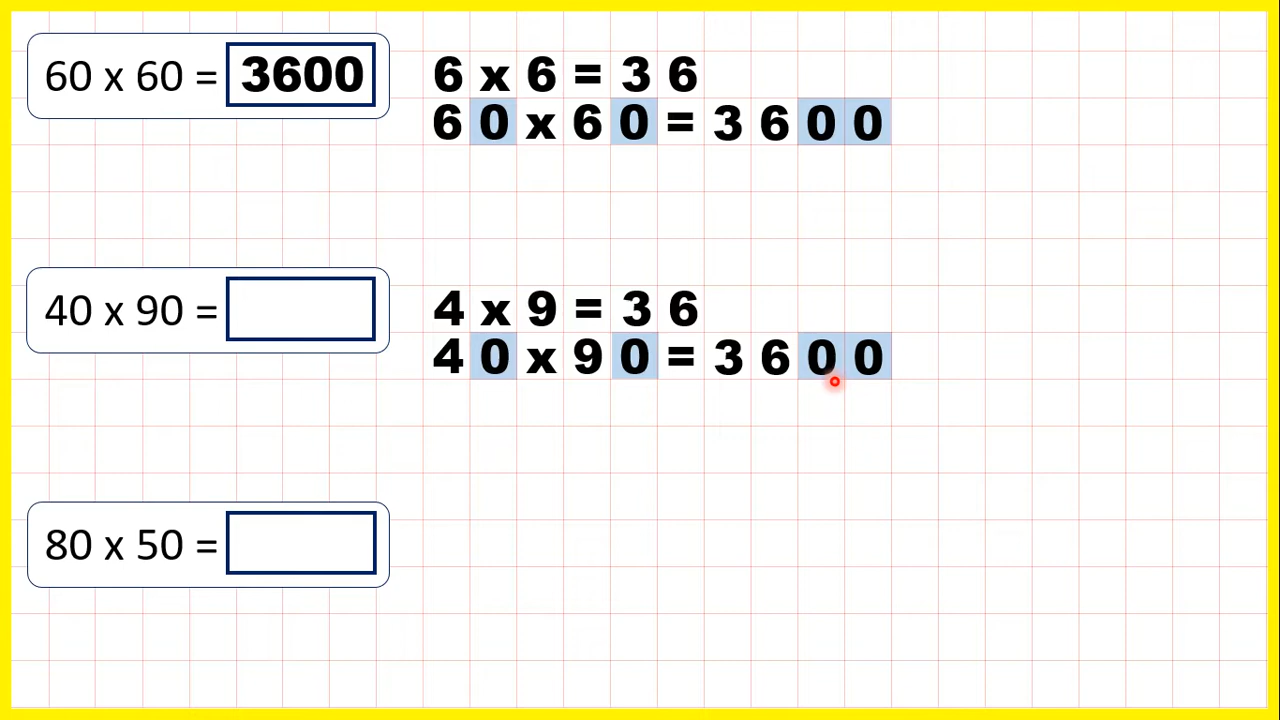 60 x 60 = 3600
6 x 6 = 3 6
6 0 x 6 0 = 3 6 0 0
40 x 90 =
4 x 9 = 3 6
4 0 x 9 0 = 3 6 0 0
80 x 50 =